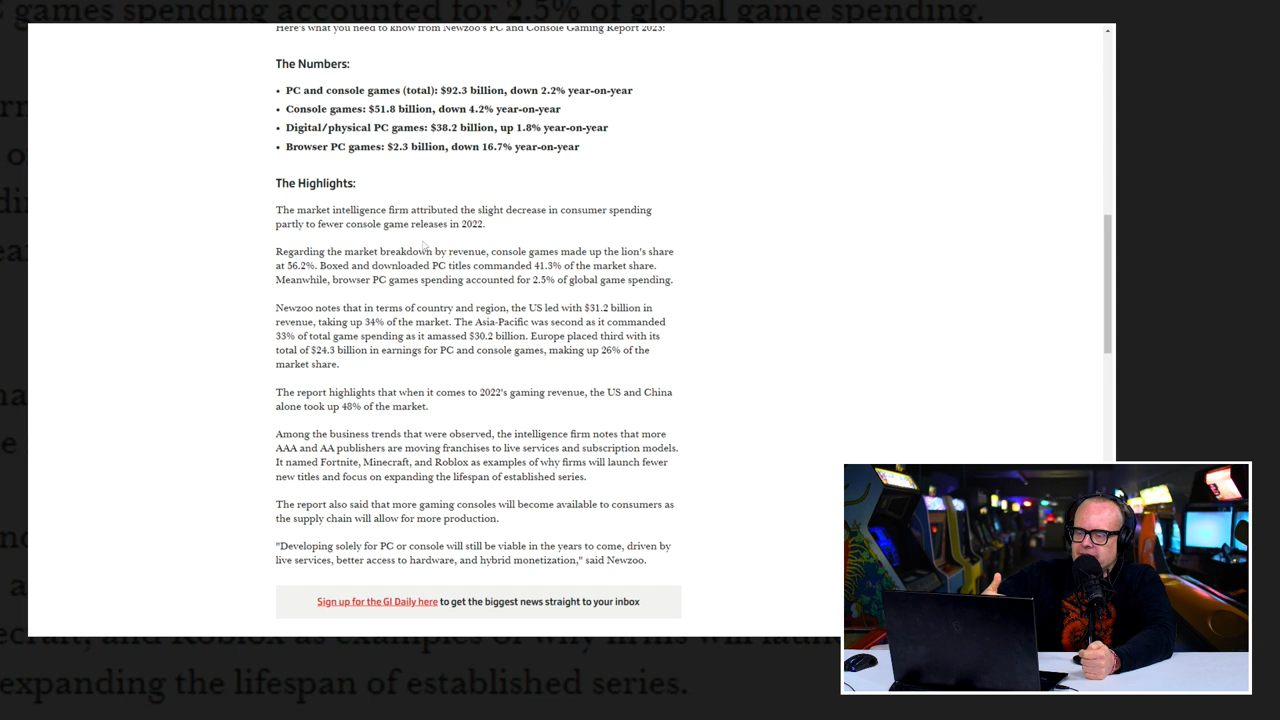 games spending accounted for 2.5% of global game spending.
Here's what you need to know from Newzoo's PC and Console Gaming Report 2023:
The Numbers:
• PC and console games (total): $92.3 billion, down 2.2% year-on-year
• Console games: $51.8 billion, down 4.2% year-on-year
• Digital/physical PC games: $38.2 billion, up 1.8% year-on-year
• Browser PC games: $2.3 billion, down 16.7% year-on-year
The Highlights:
The market intelligence firm attributed the slight decrease in consumer spending
partly to fewer console game releases in 2022.
Regarding the market breakdown by revenue, console games made up the lion's share
at 56.2%. Boxed and downloaded PC titles commanded 41.3% of the market share.
Meanwhile, browser PC games spending accounted for 2.5% of global game spending.
Newzoo notes that in terms of country and region, the US led with $31.2 billion in
revenue, taking up 34% of the market. The Asia-Pacific was second as it commanded
33% of total game spending as it amassed $30.2 billion. Europe placed third with its
total of $24.3 billion in earnings for PC and console games, making up 26% of the
market share.
The report highlights that when it comes to 2022's gaming revenue, the US and China
alone took up 48% of the market.
Among the business trends that were observed, the intelligence firm notes that more
AAA and AA publishers are moving franchises to live services and subscription models.
It named Fortnite, Minecraft, and Roblox as examples of why firms will launch fewer
new titles and focus on expanding the lifespan of established series.
The report also said that more gaming consoles will become available to consumers as
the supply chain will allow for more production.
"Developing solely for PC or console will still be viable in the years to come, driven by
live services, better access to hardware, and hybrid monetization," said Newzoo.
Sign up for the GI Daily here to get the biggest news straight to your inbox
expanding the lifespan of established series.